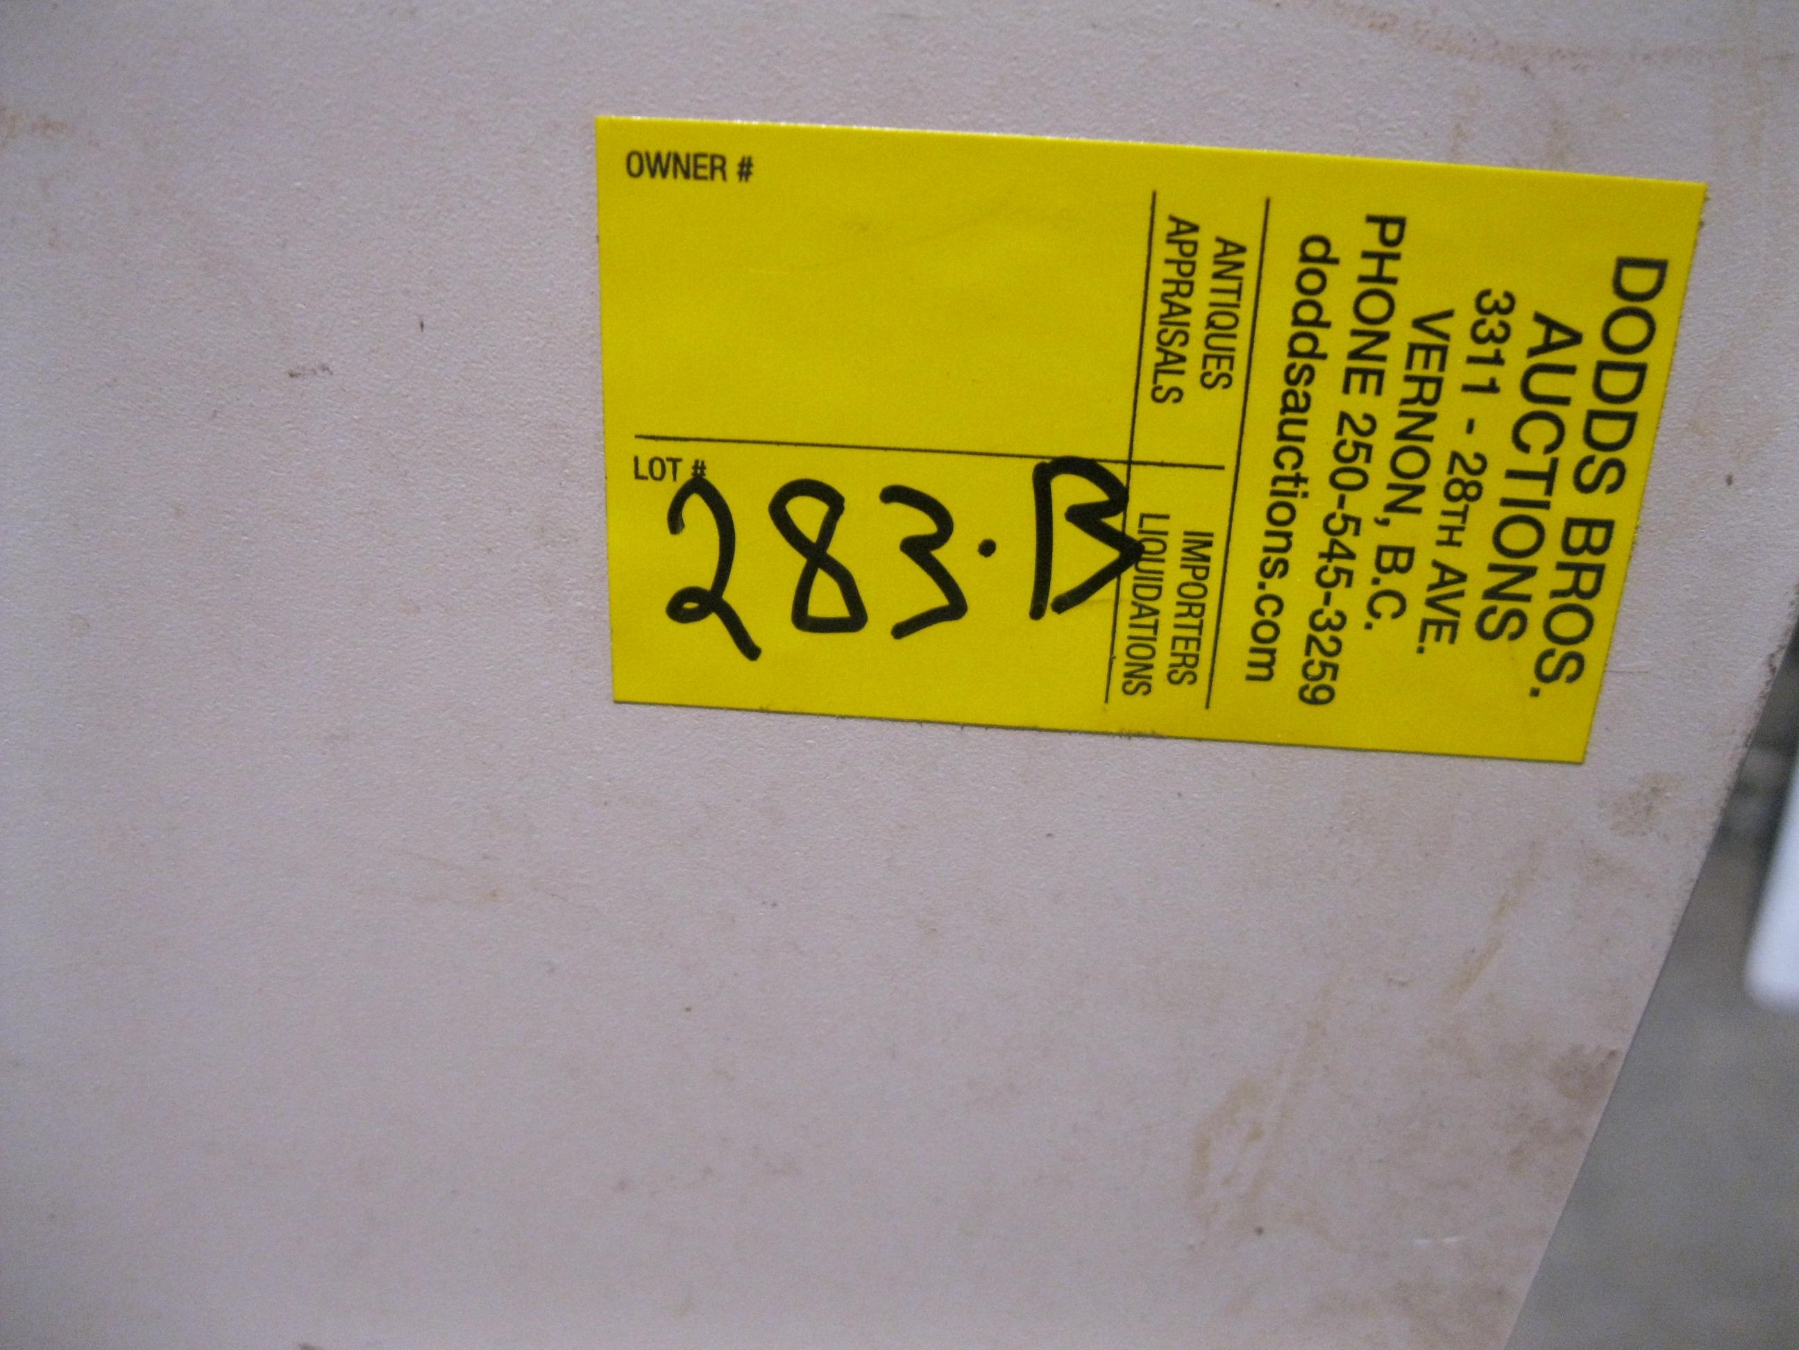 DODDS BROS.
AUCTIONS
3311 - 28TH AVE.
VERNON, B.C.
PHONE 250-545-3259
doddsauctions.com
ANTIQUES
APPRAISALS
IMPORTERS
LIQUIDATIONS
OWNER #
LOT #
283.B